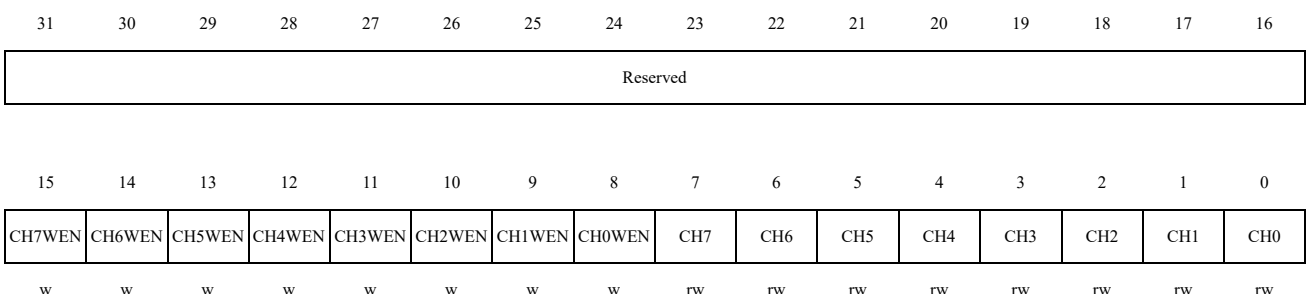 31 30 29 28 27 26 25 24 23 22 21 20 19 18 17 16
Reserved
15 14 13 12 11 10 9 8 7 6 5 4 3 2 1 0
CH7WEN CH6WEN CH5WEN CH4WEN CH3WEN CH2WEN CH1WEN CH0WEN CH7 CH6 CH5 CH4 CH3 CH2 CH1 CH0
w w w w w w w w rw rw rw rw rw rw rw rw